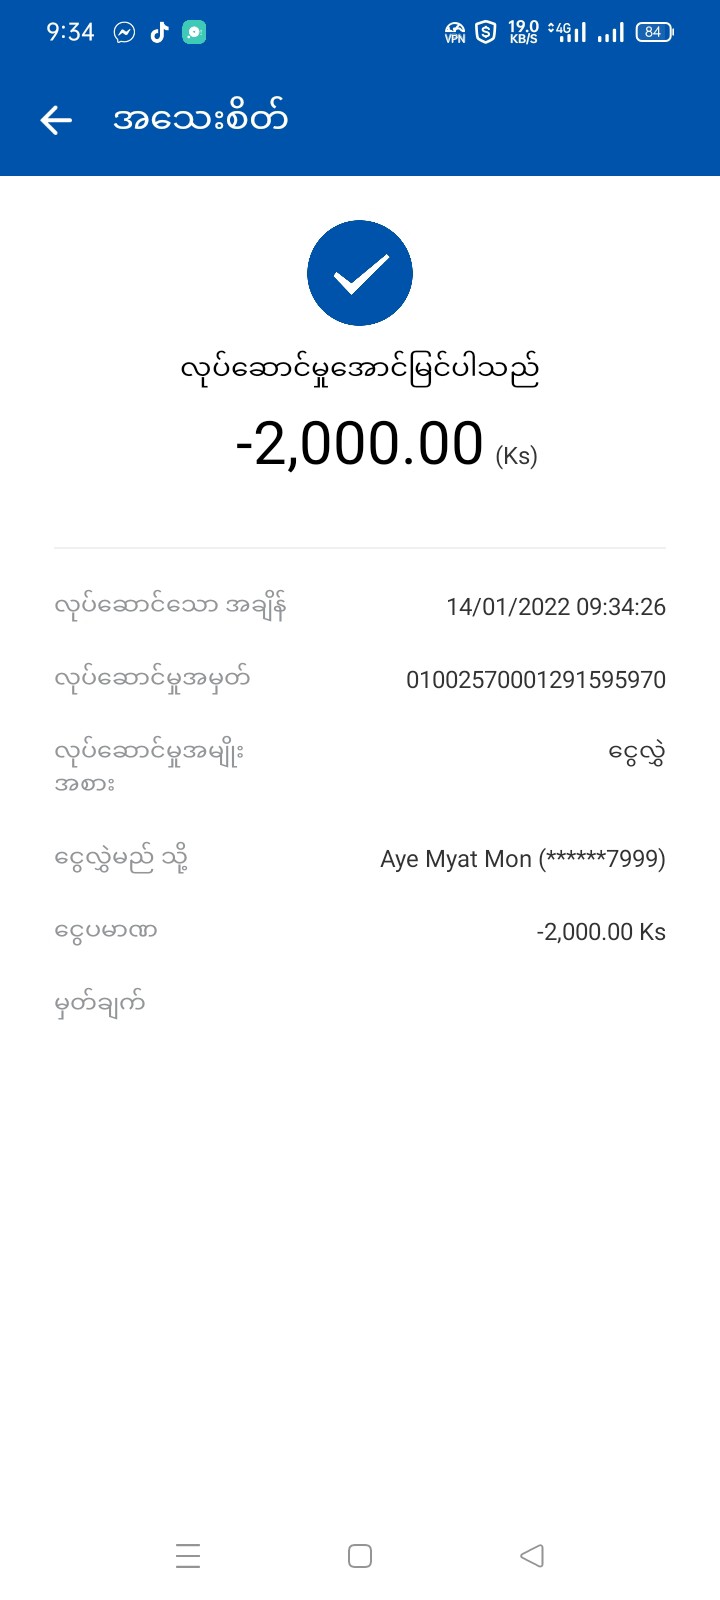 9:34 VPN 19.0 KB/S 4G 84
အသေးစိတ်
လုပ်ဆောင်မှုအောင်မြင်ပါသည်
-2,000.00 (Ks)
လုပ်ဆောင်သော အချိန် 14/01/2022 09:34:26
လုပ်ဆောင်မှုအမှတ် 01002570001291595970
လုပ်ဆောင်မှုအမျိုး ငွေလွှဲ
အစား
ငွေလွှဲမည် သို့ Aye Myat Mon (******7999)
ငွေပမာဏ -2,000.00 Ks
မှတ်ချက်